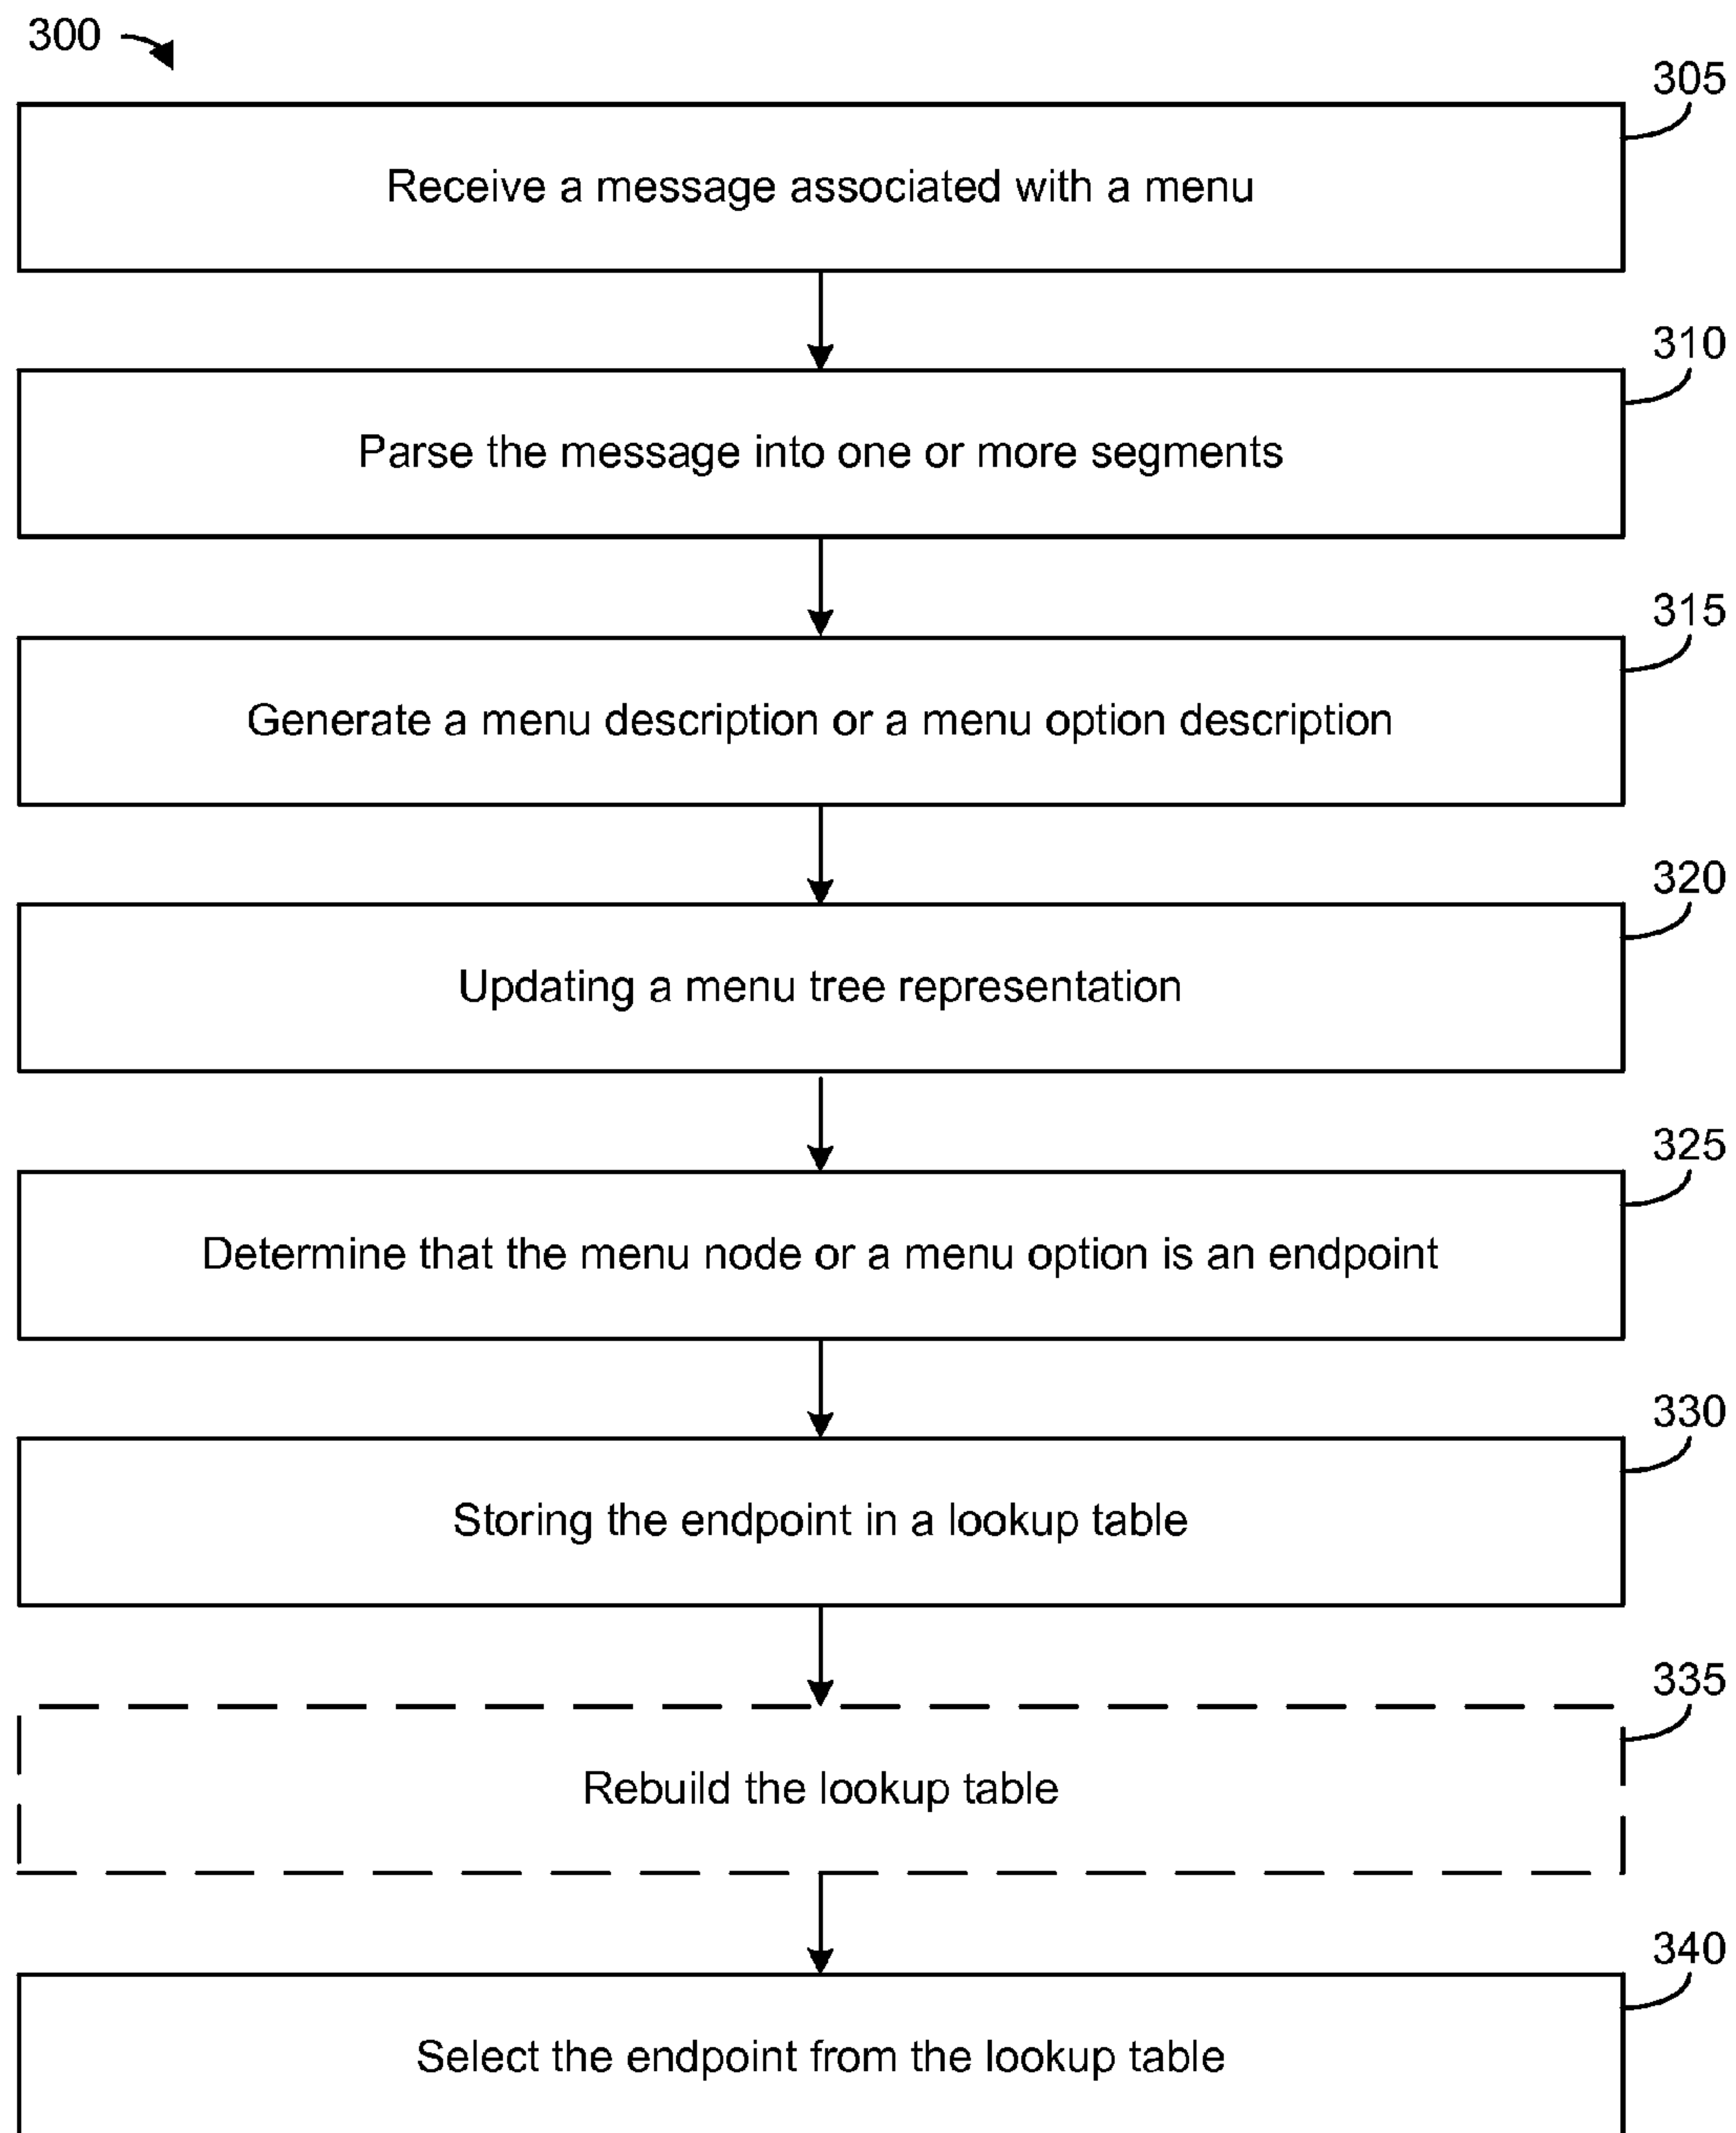 300
305
Receive a message associated with a menu
310
Parse the message into one or more segments
315
Generate a menu description or a menu option description
320
Updating a menu tree representation
325
Determine that the menu node or a menu option is an endpoint
330
Storing the endpoint in a lookup table
335
Rebuild the lookup table
340
Select the endpoint from the lookup table